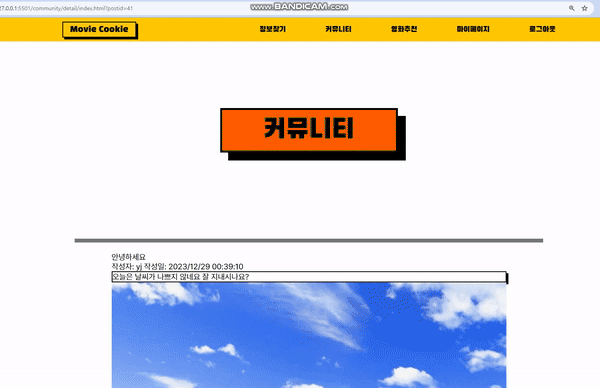 27.0.0.1:5501/community/detail/index.html?postid=41
www.BANDICAM.com
Movie Cookie
정보찾기 커뮤니티 영화추천 마이페이지 로그아웃
커뮤니티
안녕하세요
작성자: yj 작성일: 2023/12/29 00:39:10
오늘은 날씨가 나쁘지 않네요 잘 지내시나요?